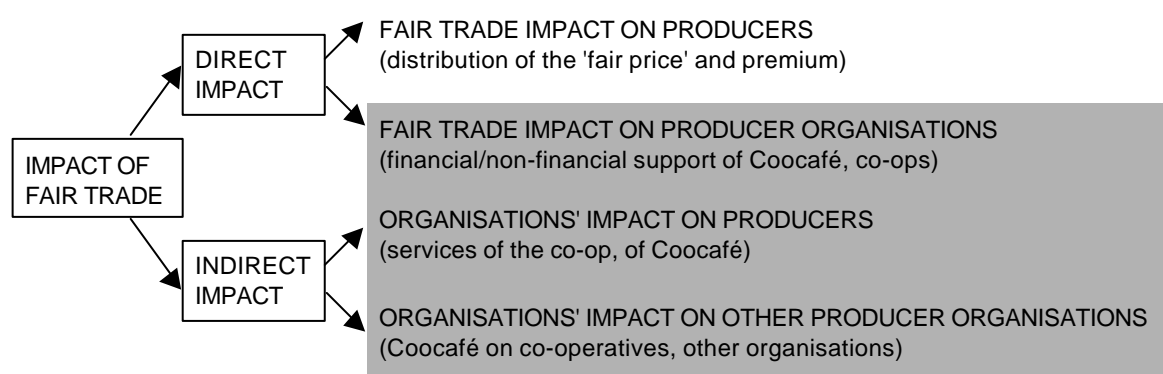 FAIR TRADE IMPACT ON PRODUCERS
(distribution of the 'fair price' and premium)
DIRECT
IMPACT
FAIR TRADE IMPACT ON PRODUCER ORGANISATIONS
(financial/non-financial support of Coocafé, co-ops)
IMPACT OF
FAIR TRADE
ORGANISATIONS' IMPACT ON PRODUCERS
(services of the co-op, of Coocafé)
INDIRECT
IMPACT
ORGANISATIONS' IMPACT ON OTHER PRODUCER ORGANISATIONS
(Coocafé on co-operatives, other organisations)